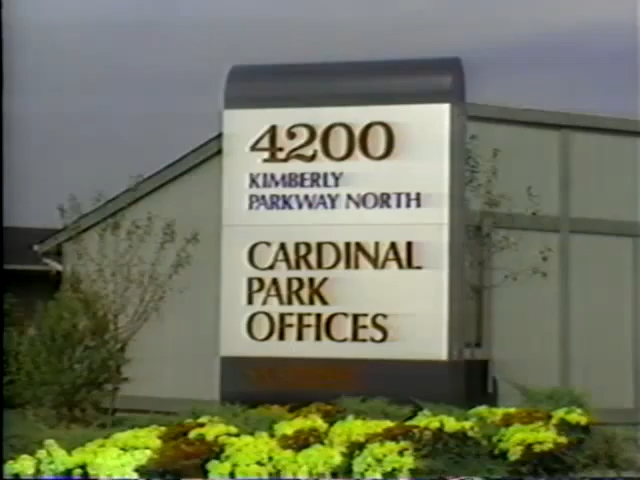 4200
KIMBERLY
PARKWAY NORTH
CARDINAL
PARK
OFFICES